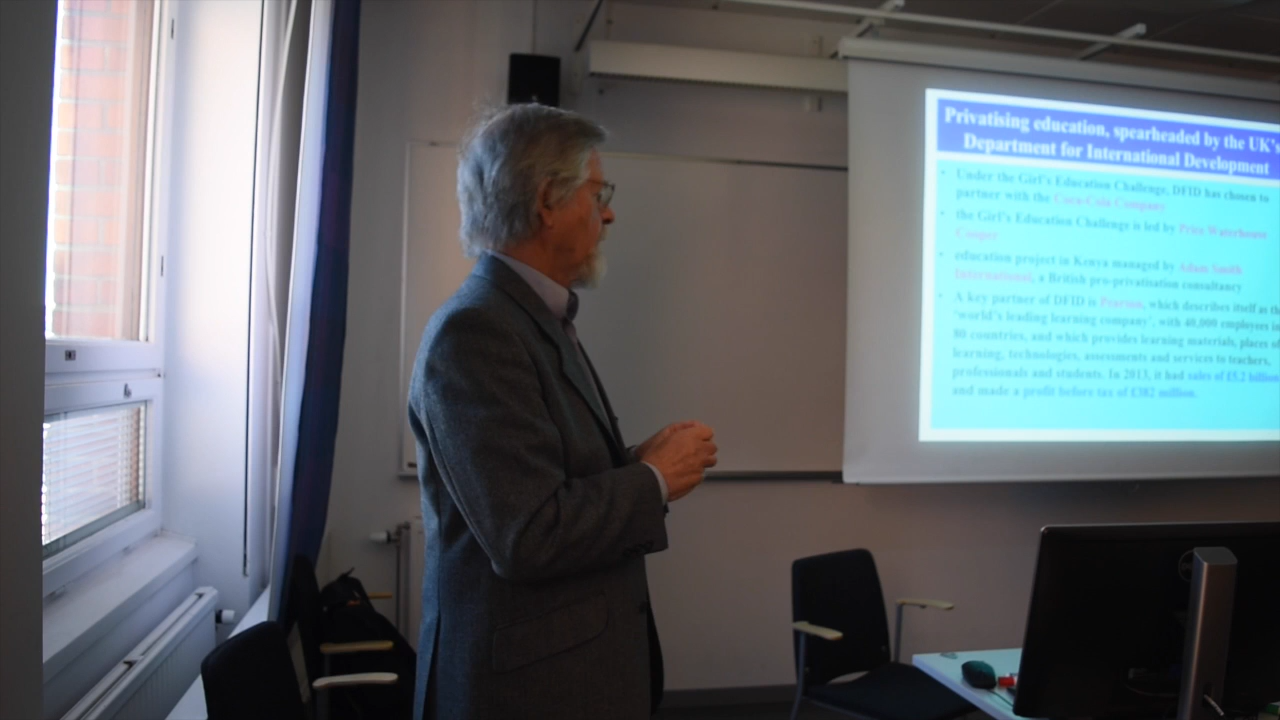 Privatising education, spearheaded by the UK's
Department for International Development
• Under the Girl's Education Challenge, DFID has chosen to
partner with the Coca-Cola Company
• the Girl's Education Challenge is led by Price Waterhouse
Cooper
• education project in Kenya managed by Adam Smith
International, a British pro-privatisation consultancy
• A key partner of DFID is Pearson, which describes itself as the
'world's leading learning company', with 40,000 employees in
80 countries, and which provides learning materials, places of
learning, technologies, assessments and services to teachers,
professionals and students. In 2013, it had sales of £5.2 billion
and made a profit before tax of £382 million.